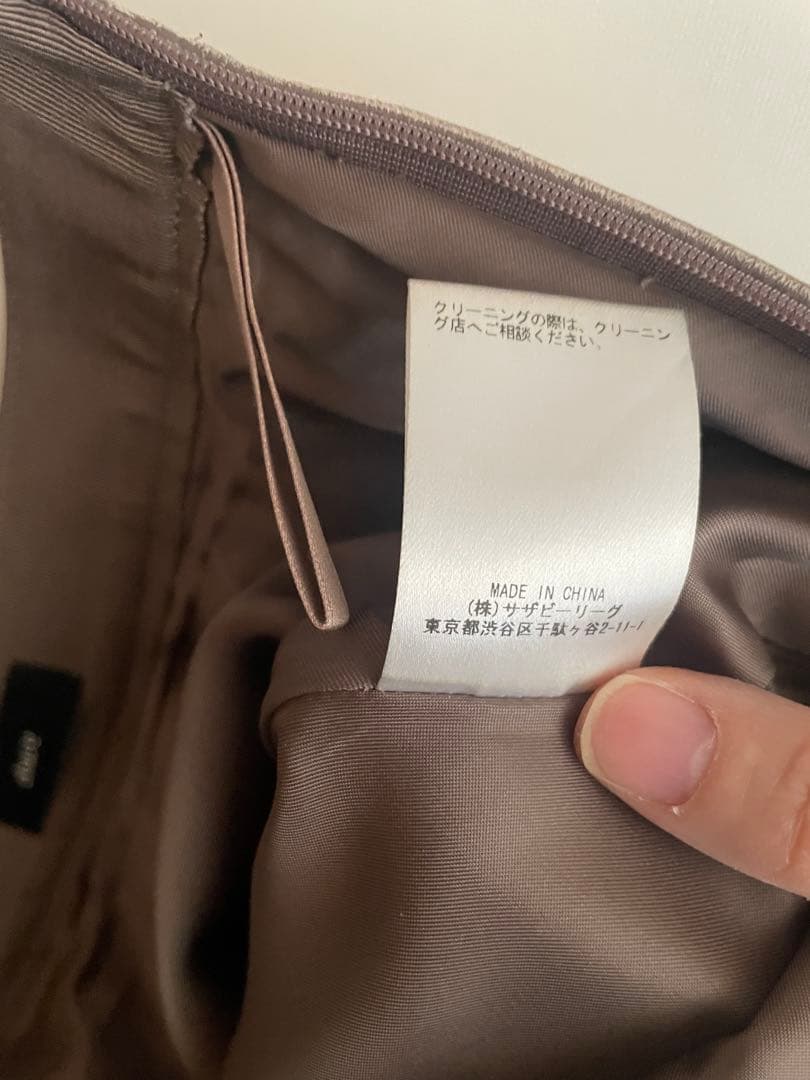 クリーニングの際は、クリーニン
グ店へご相談ください。
MADE IN CHINA
(株)サザビーリーグ
東京都渋谷区千駄ヶ谷2-11-1